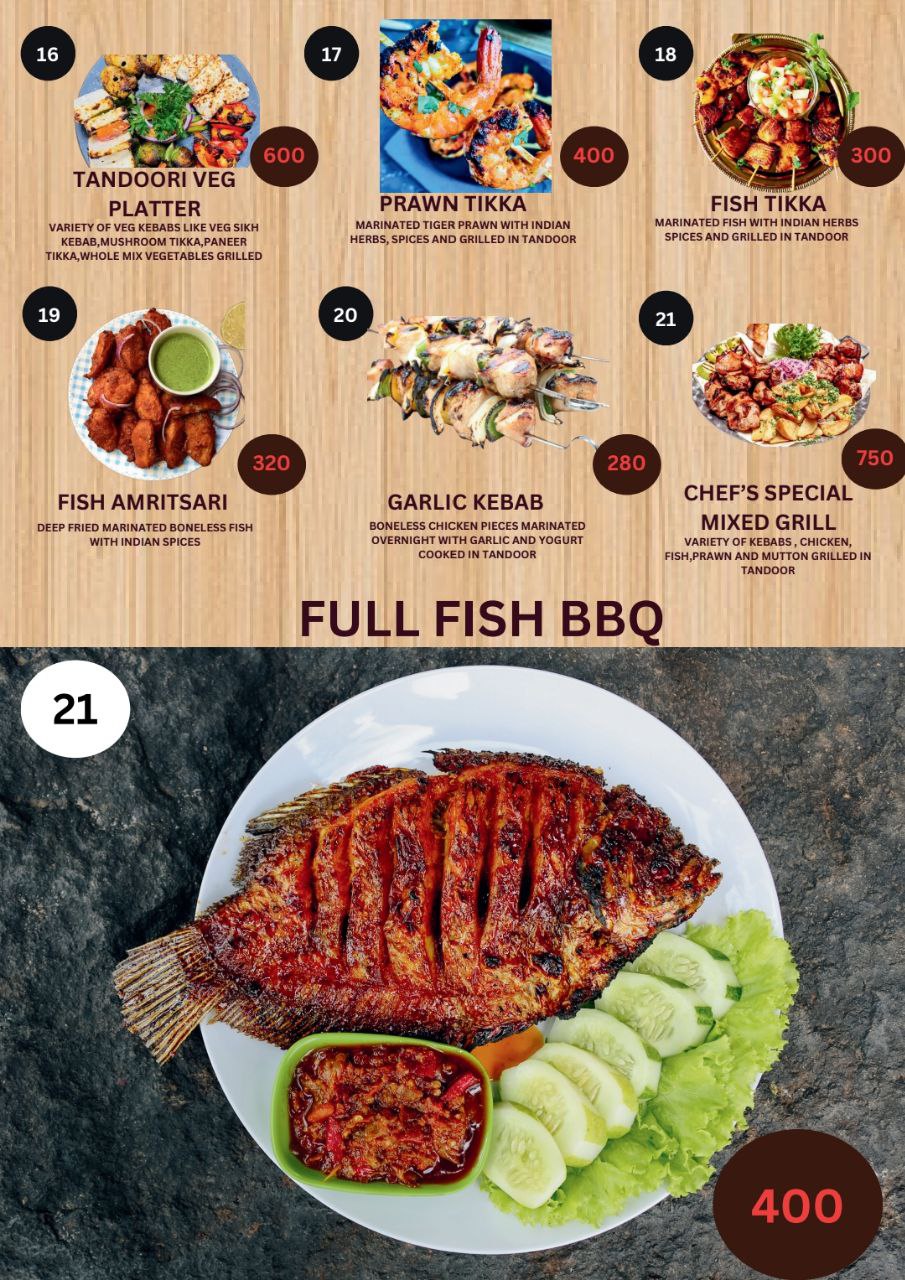 16
600
TANDOORI VEG
PLATTER
VARIETY OF VEG KEBABS LIKE VEG SIKH
KEBAB,MUSHROOM TIKKA,PANEER
TIKKA,WHOLE MIX VEGETABLES GRILLED
17
400
PRAWN TIKKA
MARINATED TIGER PRAWN WITH INDIAN
HERBS, SPICES AND GRILLED IN TANDOOR
18
300
FISH TIKKA
MARINATED FISH WITH INDIAN HERBS
SPICES AND GRILLED IN TANDOOR
19
320
FISH AMRITSARI
DEEP FRIED MARINATED BONELESS FISH
WITH INDIAN SPICES
20
280
GARLIC KEBAB
BONELESS CHICKEN PIECES MARINATED
OVERNIGHT WITH GARLIC AND YOGURT
COOKED IN TANDOOR
21
750
CHEF’S SPECIAL
MIXED GRILL
VARIETY OF KEBABS , CHICKEN,
FISH,PRAWN AND MUTTON GRILLED IN
TANDOOR
FULL FISH BBQ
21
400